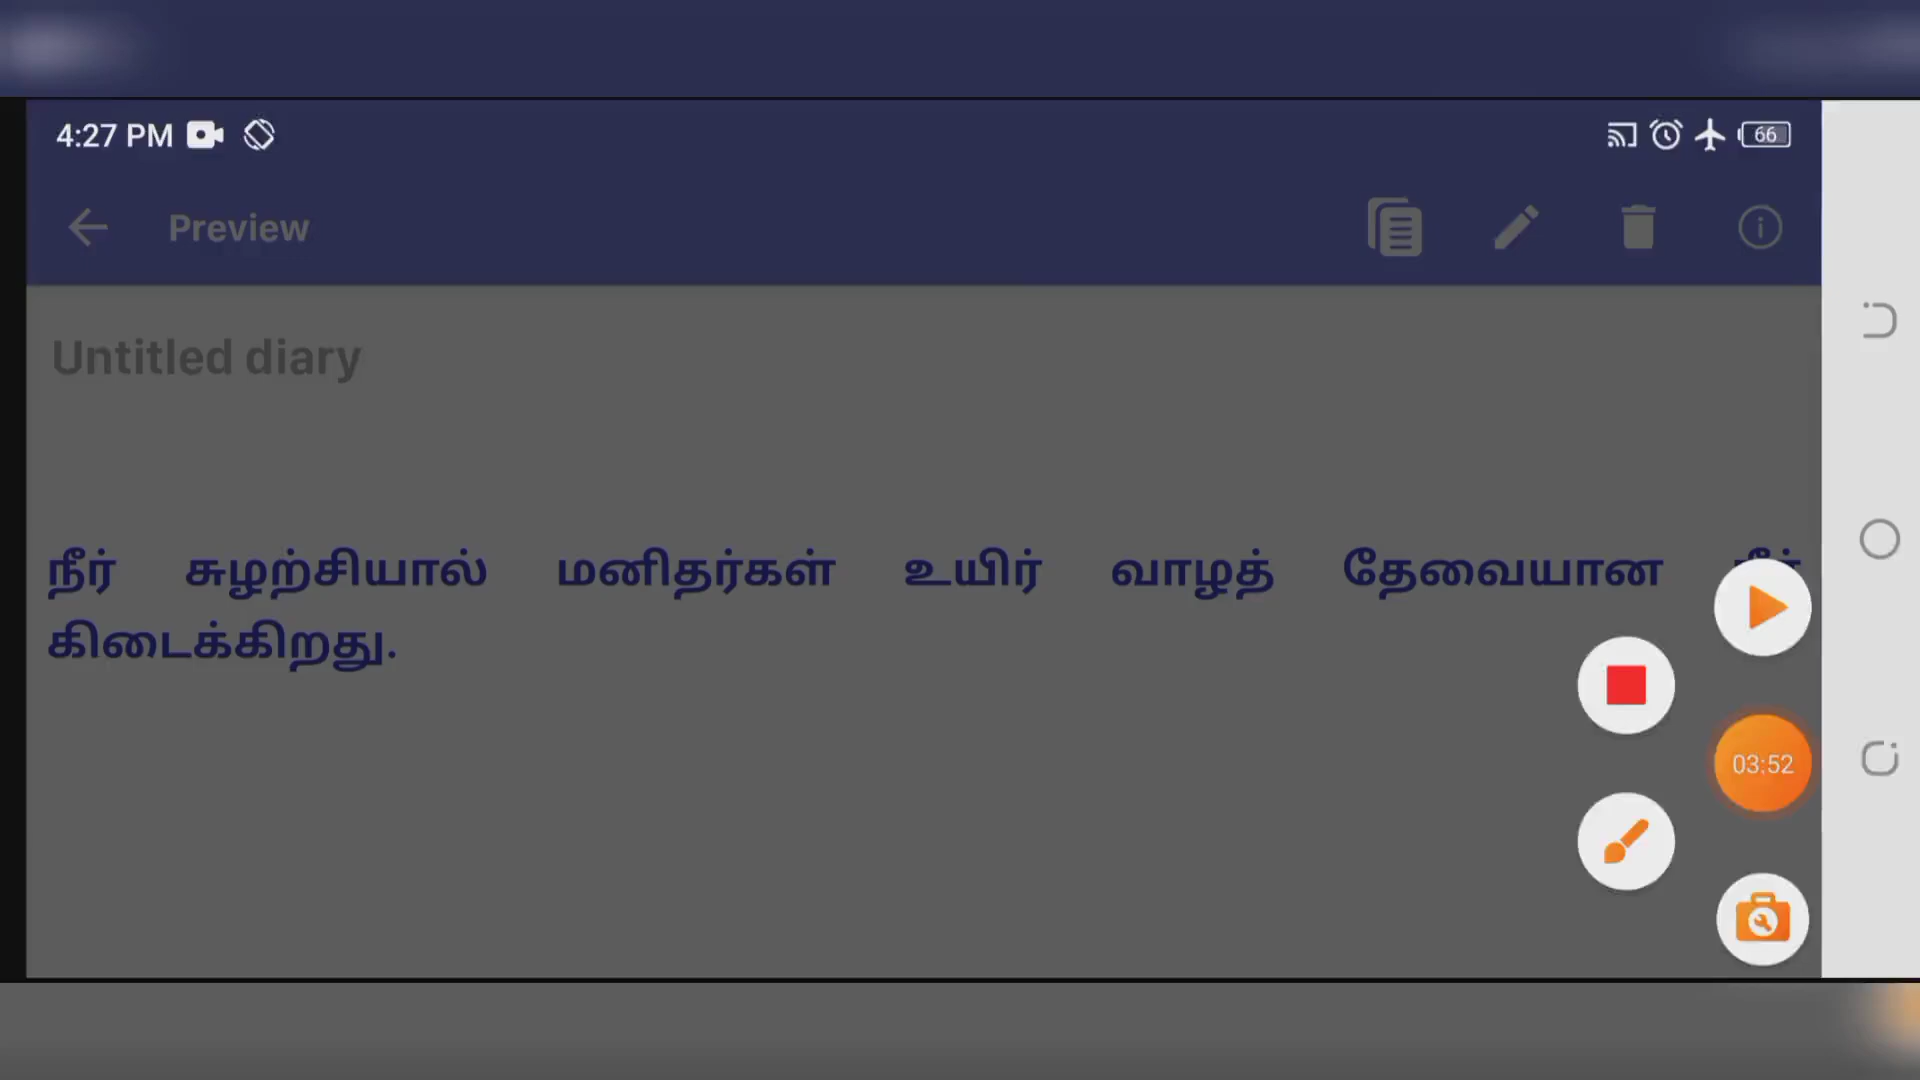 4:27 PM
66
Preview
Untitled diary
நீர் சுழற்சியால் மனிதர்கள் உயிர் வாழத் தேவையான நீர்
கிடைக்கிறது.
03:52